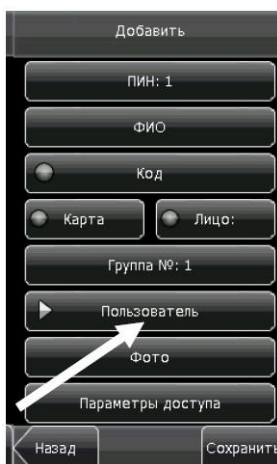 Добавить
ПИН: 1
ФИО
Код
Карта Лицо:
Группа №: 1
Пользователь
Фото
Параметры доступа
Назад Сохранить